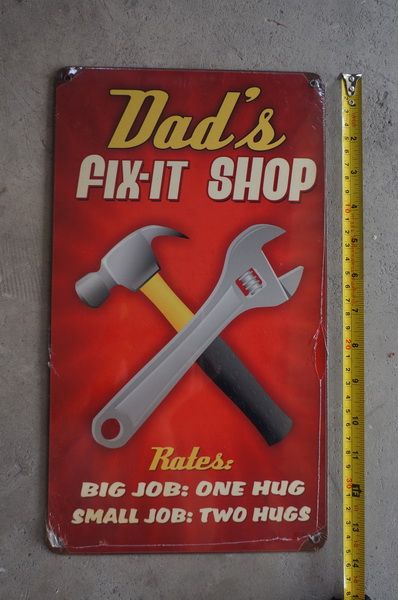 Dad's
FIX-IT SHOP
Rates:
BIG JOB: ONE HUG
SMALL JOB: TWO HUGS